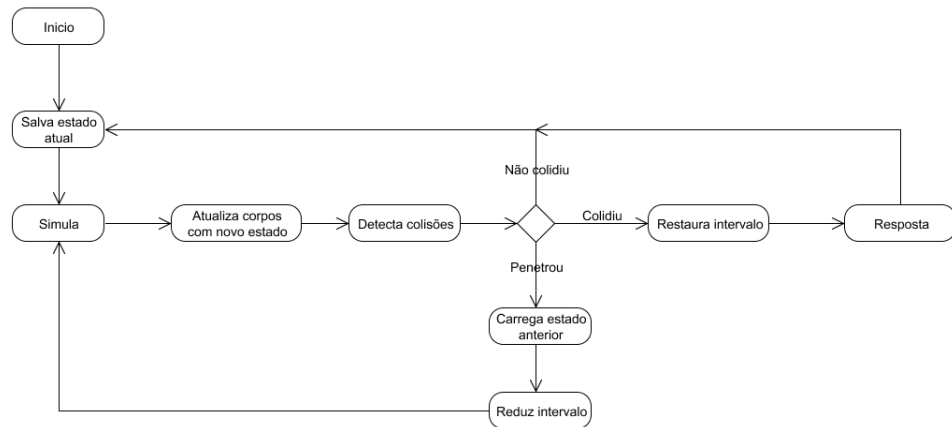 Inicio
Salva estado
atual
Não colidiu
Simula
Atualiza corpos
com novo estado
Detecta colisões
Colidiu
Restaura intervalo
Resposta
Penetrou
Carrega estado
anterior
Reduz intervalo